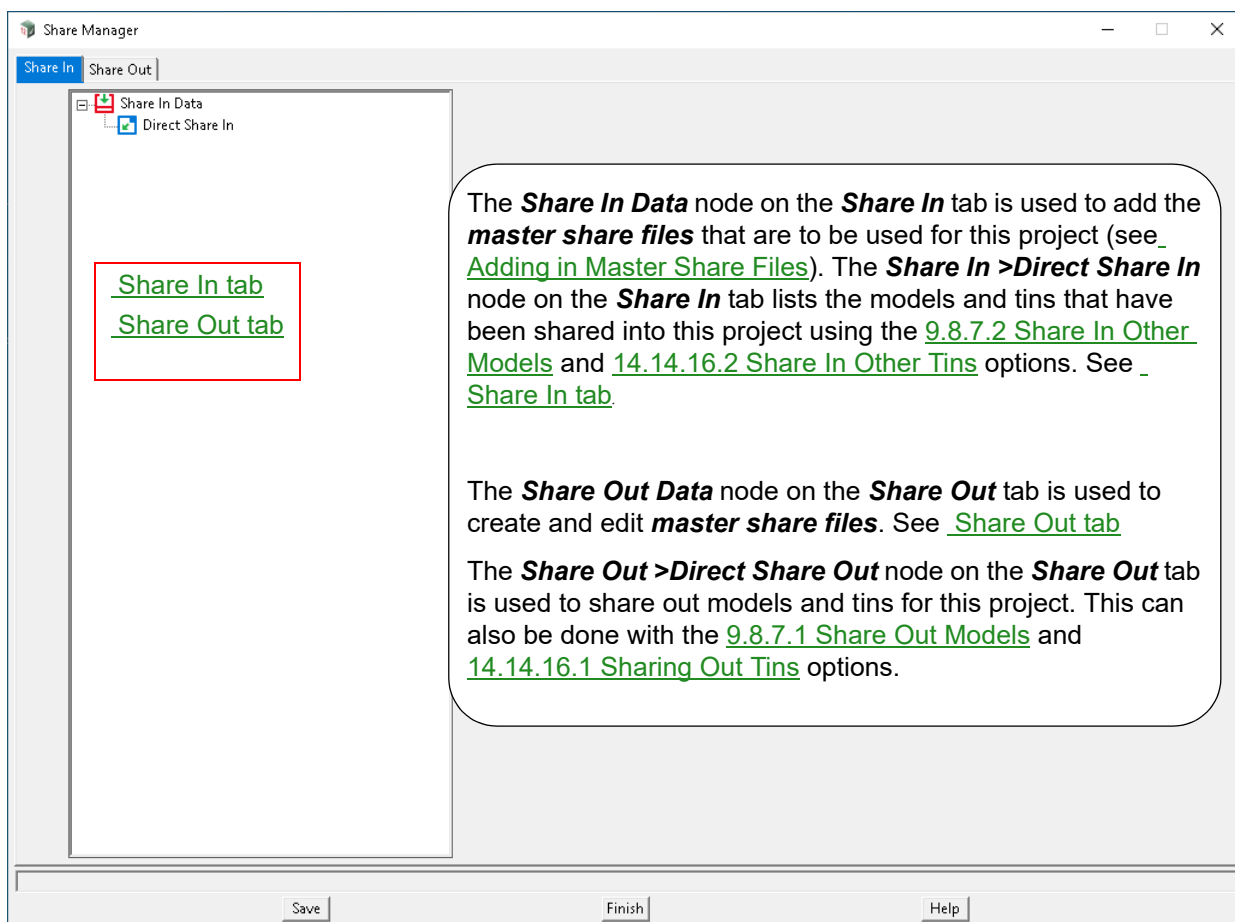 Share Manager
Share In
Share Out
Share In Data
Direct Share In
Share In tab
Share Out tab
The Share In Data node on the Share In tab is used to add the
master share files that are to be used for this project (see
Adding in Master Share Files). The Share In >Direct Share In
node on the Share In tab lists the models and tins that have
been shared into this project using the 9.8.7.2 Share In Other
Models and 14.14.16.2 Share In Other Tins options. See
Share In tab.
The Share Out Data node on the Share Out tab is used to
create and edit master share files. See Share Out tab
The Share Out >Direct Share Out node on the Share Out tab
is used to share out models and tins for this project. This can
also be done with the 9.8.7.1 Share Out Models and
14.14.16.1 Sharing Out Tins options.
Save
Finish
Help